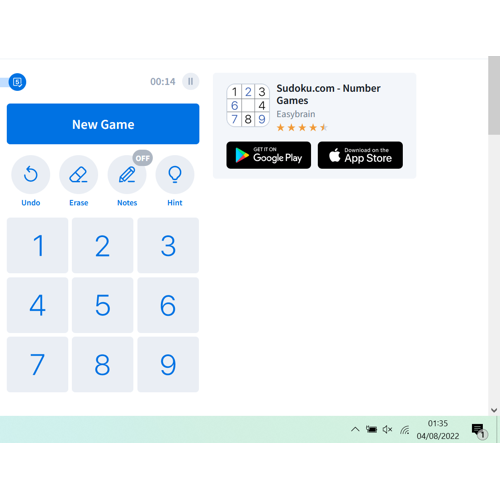 5
00:14
New Game
OFF
Undo Erase Notes Hint
1 2 3
4 5 6
7 8 9
1 2 3
6 4
7 8 9
Sudoku.com - Number
Games
Easybrain
GET IT ON
Google Play
Download on the
App Store
01:35
04/08/2022
1